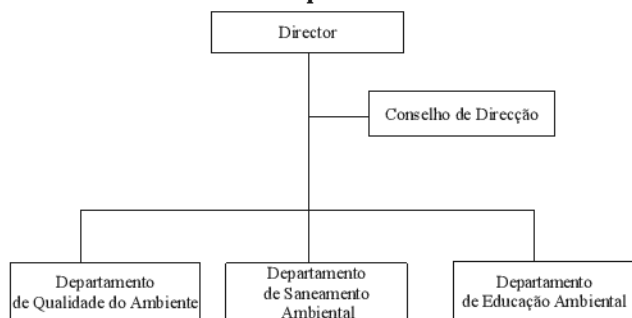 Director
Conselho de Direcção
Departamento
de Qualidade do Ambiente
Departamento
de Saneamento
Ambiental
Departamento
de Educação Ambiental